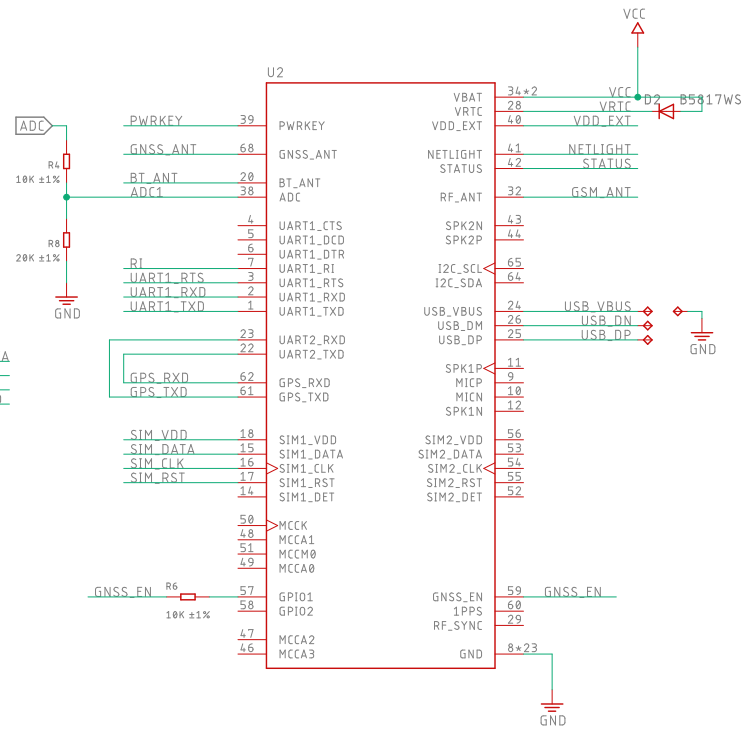 VCC
U2
VBAT 34*2 VCC
D2 B5817WS
VRTC 28 VRTC
PWRKEY 39 PWRKEY
VDD_EXT 40 VDD_EXT
ADC
GNSS_ANT 68 GNSS_ANT
NETLIGHT 41 NETLIGHT
STATUS 42 STATUS
R4
10K ±1%
BT_ANT 20 BT_ANT
ADC1 38 ADC
RF_ANT 32 GSM_ANT
4 UART1_CTS
SPK2N 43
5 UART1_DCD
SPK2P 44
R8
20K ±1%
6 UART1_DTR
RI 7 UART1_RI
I2C_SCL 65
UART1_RTS 3 UART1_RTS
I2C_SDA 64
UART1_RXD 2 UART1_RXD
UART1_TXD 1 UART1_TXD
USB_VBUS 24 USB_VBUS
GND
USB_DM 26 USB_DN
23 UART2_RXD
USB_DP 25 USB_DP
GND
22 UART2_TXD
A
SPK1P 11
GPS_RXD 62 GPS_RXD
MICP 9
GPS_TXD 61 GPS_TXD
MICN 10
SPK1N 12
SIM_VDD 18 SIM1_VDD
SIM2_VDD 56
SIM_DATA 15 SIM1_DATA
SIM2_DATA 53
SIM_CLK 16 SIM1_CLK
SIM2_CLK 54
SIM_RST 17 SIM1_RST
SIM2_RST 55
14 SIM1_DET
SIM2_DET 52
50 MCCK
48 MCCA1
51 MCCM0
49 MCCA0
GNSS_EN R6 57 GPIO1
10K ±1%
GNSS_EN 59 GNSS_EN
58 GPIO2
1PPS 60
RF_SYNC 29
47 MCCA2
46 MCCA3
GND 8*23
GND